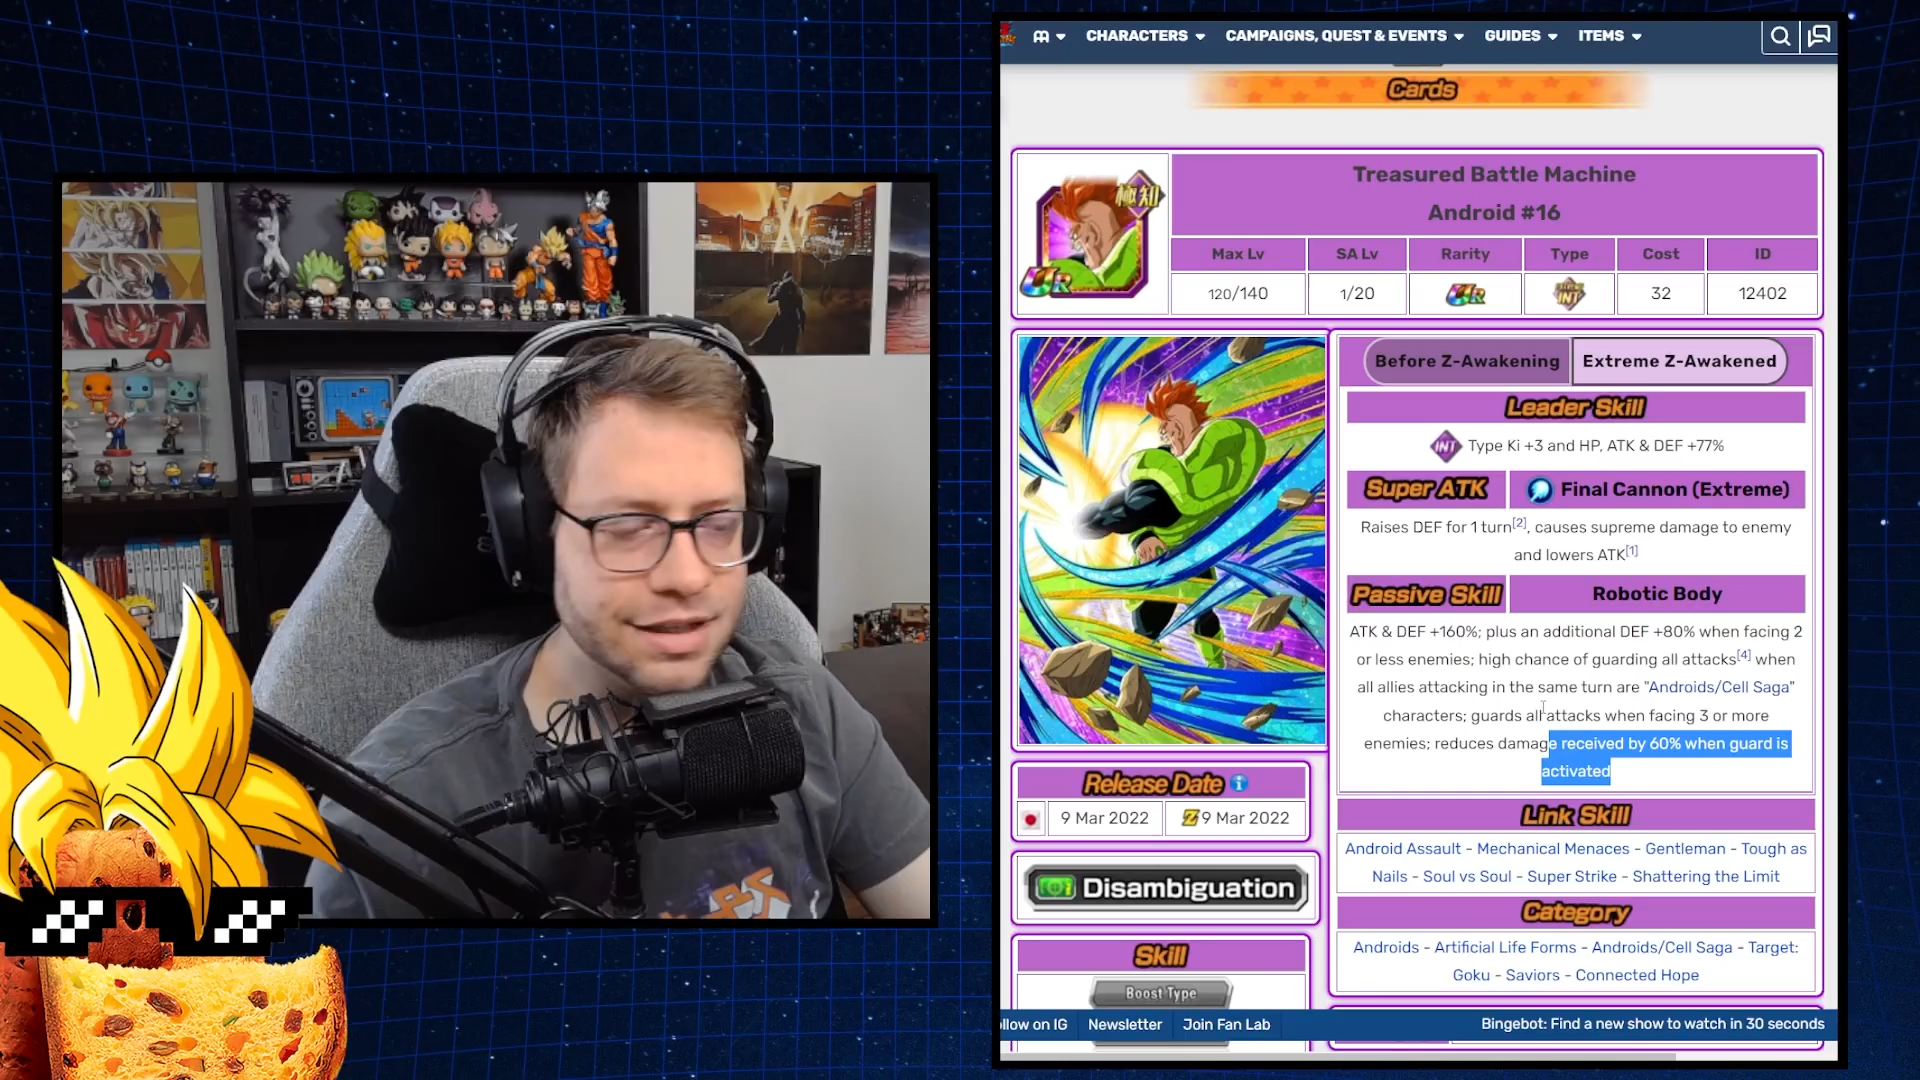 CHARACTERS
CAMPAIGNS, QUEST & EVENTS
GUIDES
ITEMS
Cards
Treasured Battle Machine
Android #16
Max Lv
SA Lv
Rarity
Type
Cost
ID
120/140
1/20
UR
INT
32
12402
極知
UR
Before Z-Awakening
Extreme Z-Awakened
Leader Skill
INT Type Ki +3 and HP, ATK & DEF +77%
Super ATK
Final Cannon (Extreme)
Raises DEF for 1 turn[2], causes supreme damage to enemy
and lowers ATK[1]
Passive Skill
Robotic Body
ATK & DEF +160%; plus an additional DEF +80% when facing 2
or less enemies; high chance of guarding all attacks[4] when
all allies attacking in the same turn are "Androids/Cell Saga"
characters; guards all attacks when facing 3 or more
enemies; reduces damage received by 60% when guard is
activated
Release Date
9 Mar 2022
Z 9 Mar 2022
Disambiguation
Link Skill
Android Assault - Mechanical Menaces - Gentleman - Tough as
Nails - Soul vs Soul - Super Strike - Shattering the Limit
Category
Androids - Artificial Life Forms - Androids/Cell Saga - Target:
Goku - Saviors - Connected Hope
Skill
Boost Type
llow on IG
Newsletter
Join Fan Lab
Bingebot: Find a new show to watch in 30 seconds